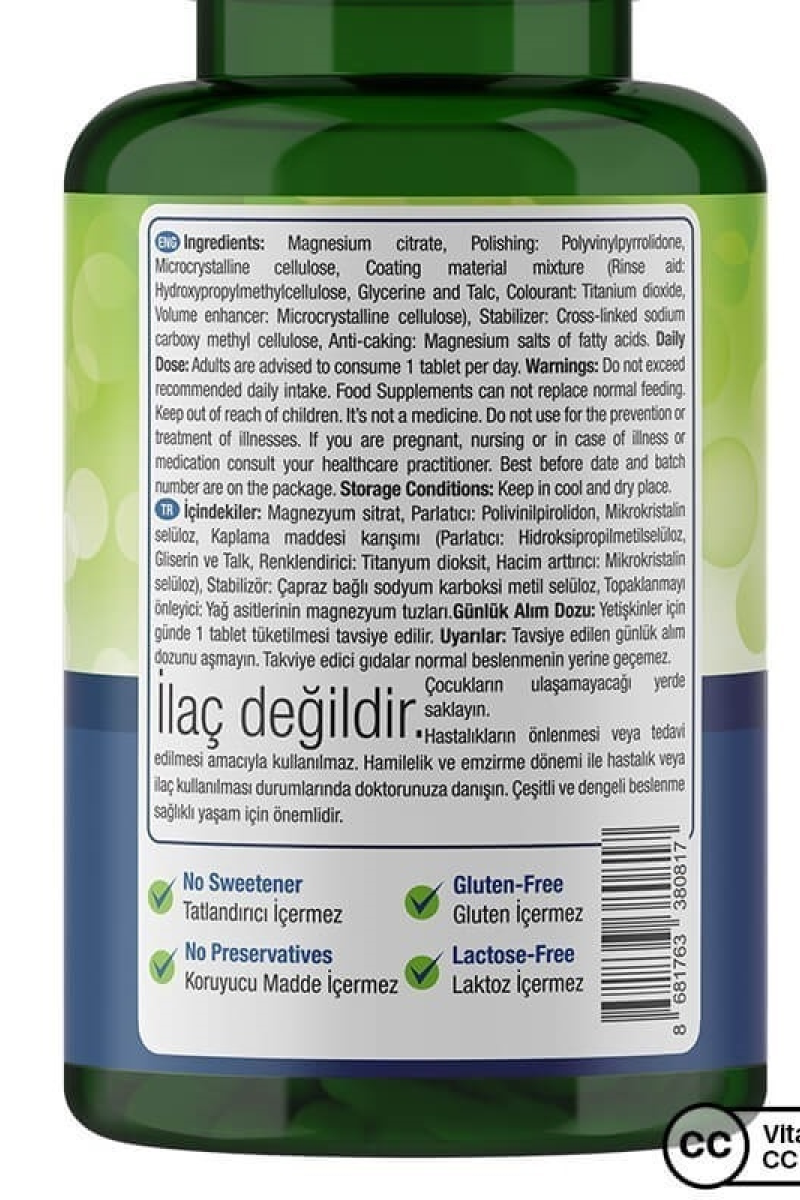 ENG Ingredients: Magnesium citrate, Polishing: Polyvinylpyrrolidone,
Microcrystalline cellulose, Coating material mixture (Rinse aid:
Hydroxypropylmethylcellulose, Glycerine and Talc, Colourant: Titanium dioxide,
Volume enhancer: Microcrystalline cellulose), Stabilizer: Cross-linked sodium
carboxy methyl cellulose, Anti-caking: Magnesium salts of fatty acids. Daily
Dose: Adults are advised to consume 1 tablet per day. Warnings: Do not exceed
recommended daily intake. Food Supplements can not replace normal feeding.
Keep out of reach of children. It's not a medicine. Do not use for the prevention or
treatment of illnesses. If you are pregnant, nursing or in case of illness or
medication consult your healthcare practitioner. Best before date and batch
number are on the package. Storage Conditions: Keep in cool and dry place.
TR İçindekiler: Magnezyum sitrat, Parlatıcı: Polivinilpirolidon, Mikrokristalin
selüloz, Kaplama maddesi karışımı (Parlatıcı: Hidroksipropilmetilselüloz,
Gliserin ve Talk, Renklendirici: Titanyum dioksit, Hacim arttırıcı: Mikrokristalin
selüloz), Stabilizör: Çapraz bağlı sodyum karboksi metil selüloz, Topaklanmayı
önleyici: Yağ asitlerinin magnezyum tuzları.Günlük Alım Dozu: Yetişkinler için
günde 1 tablet tüketilmesi tavsiye edilir. Uyarılar: Tavsiye edilen günlük alım
dozunu aşmayın. Takviye edici gıdalar normal beslenmenin yerine geçemez.
İlaç değildir.
Çocukların ulaşamayacağı yerde
saklayın.
Hastalıkların önlenmesi veya tedavi
edilmesi amacıyla kullanılmaz. Hamilelik ve emzirme dönemi ile hastalık veya
ilaç kullanılması durumlarında doktorunuza danışın. Çeşitli ve dengeli beslenme
sağlıklı yaşam için önemlidir.
No Sweetener
Tatlandırıcı İçermez
Gluten-Free
Gluten İçermez
No Preservatives
Koruyucu Madde İçermez
Lactose-Free
Laktoz İçermez
8 681763 380817
CC
Vita
CC